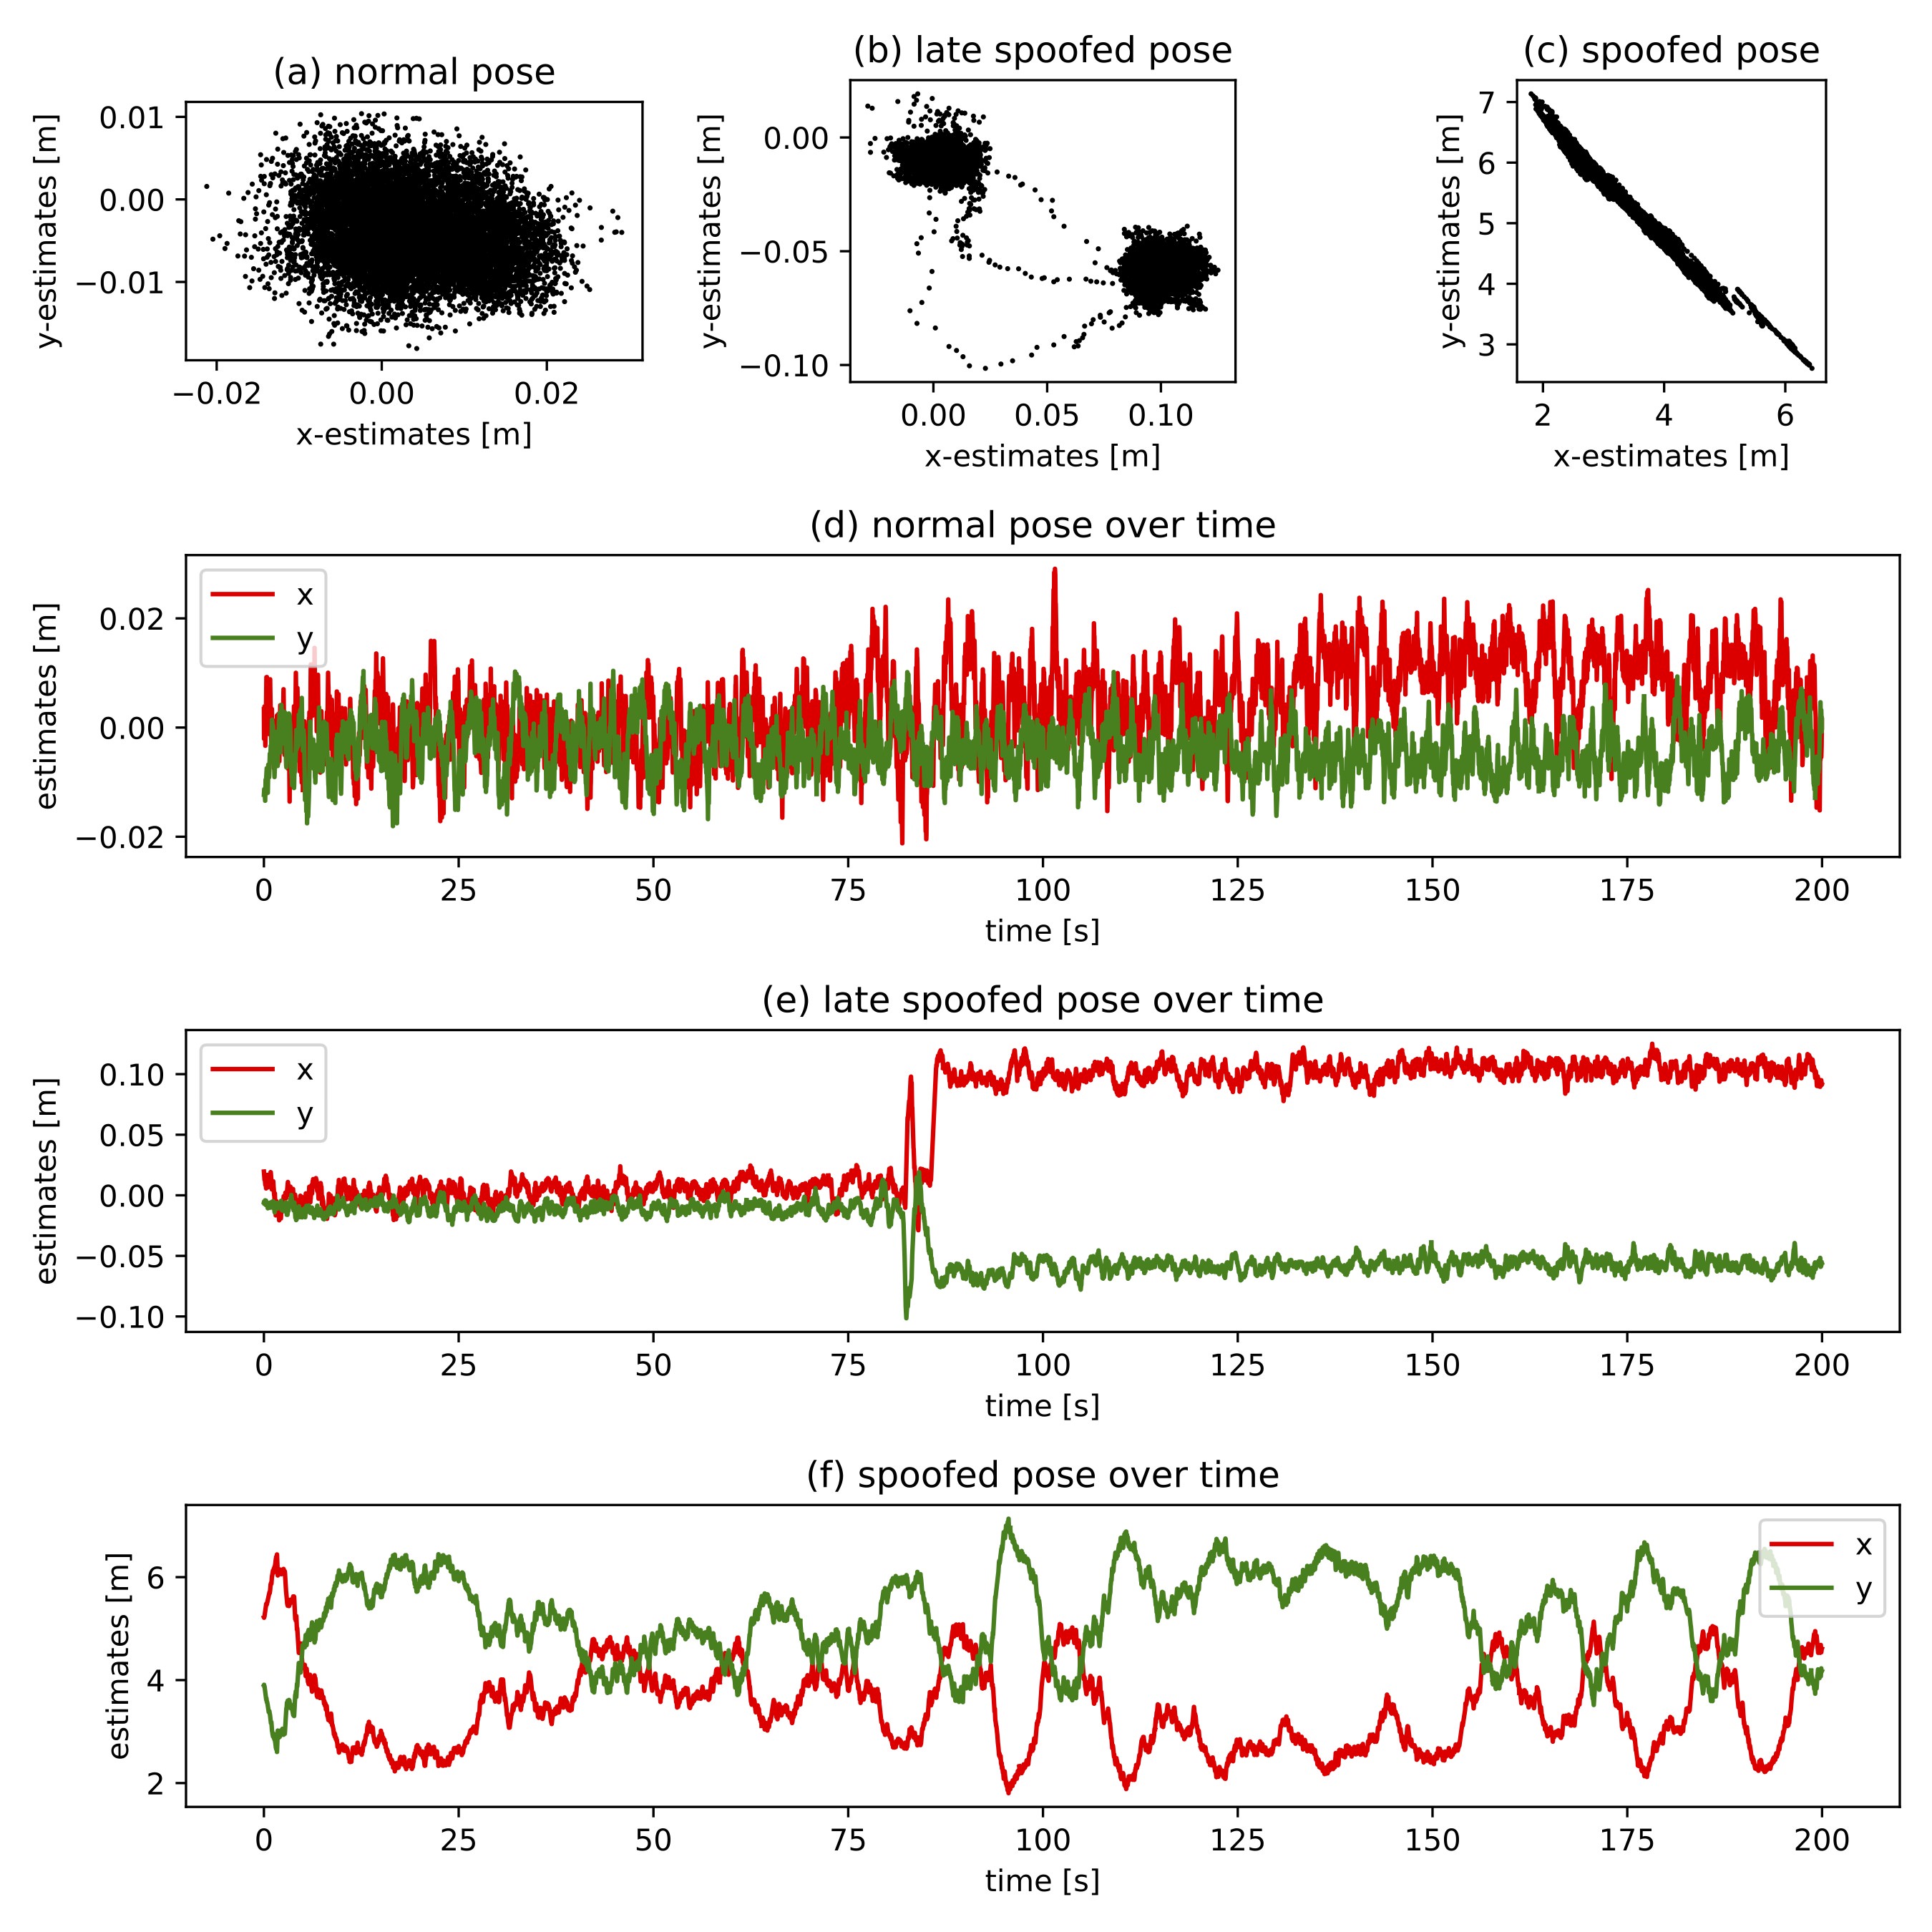 (a) normal pose
y-estimates [m]
0.01
0.00
−0.01
−0.02 0.00 0.02
x-estimates [m]
(b) late spoofed pose
y-estimates [m]
0.00
−0.05
−0.10
0.00 0.05 0.10
x-estimates [m]
(c) spoofed pose
y-estimates [m]
7
6
5
4
3
2 4 6
x-estimates [m]
(d) normal pose over time
estimates [m]
0.02
0.00
−0.02
x
y
0 25 50 75 100 125 150 175 200
time [s]
(e) late spoofed pose over time
estimates [m]
0.10
0.05
0.00
−0.05
−0.10
x
y
0 25 50 75 100 125 150 175 200
time [s]
(f) spoofed pose over time
estimates [m]
6
4
2
x
y
0 25 50 75 100 125 150 175 200
time [s]